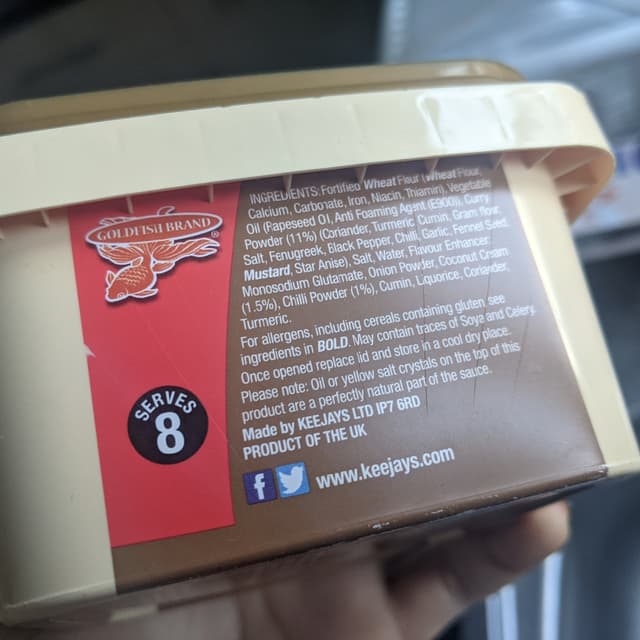 GOLDFISH BRAND
®
SERVES
8
INGREDIENTS: Fortified Wheat Flour (Wheat Flour,
Calcium, Carbonate, Iron, Niacin, Thiamin), Vegetable
Oil (Rapeseed Oil, Anti Foaming Agent (E900)), Curry
Powder (11%) (Coriander, Turmeric, Cumin, Gram flour,
Salt, Fenugreek, Black Pepper, Chilli, Garlic, Fennel Seed,
Mustard, Star Anise), Salt, Water, Flavour Enhancer
Monosodium Glutamate, Onion Powder, Coconut Cream
(1.5%), Chilli Powder (1%), Cumin, Liquorice, Coriander,
Turmeric.
For allergens, including cereals containing gluten, see
ingredients in BOLD. May contain traces of Soya and Celery.
Once opened replace lid and store in a cool dry place.
Please note: Oil or yellow salt crystals on the top of this
product are a perfectly natural part of the sauce.
Made by KEEJAYS LTD IP7 6RD
PRODUCT OF THE UK
f
www.keejays.com